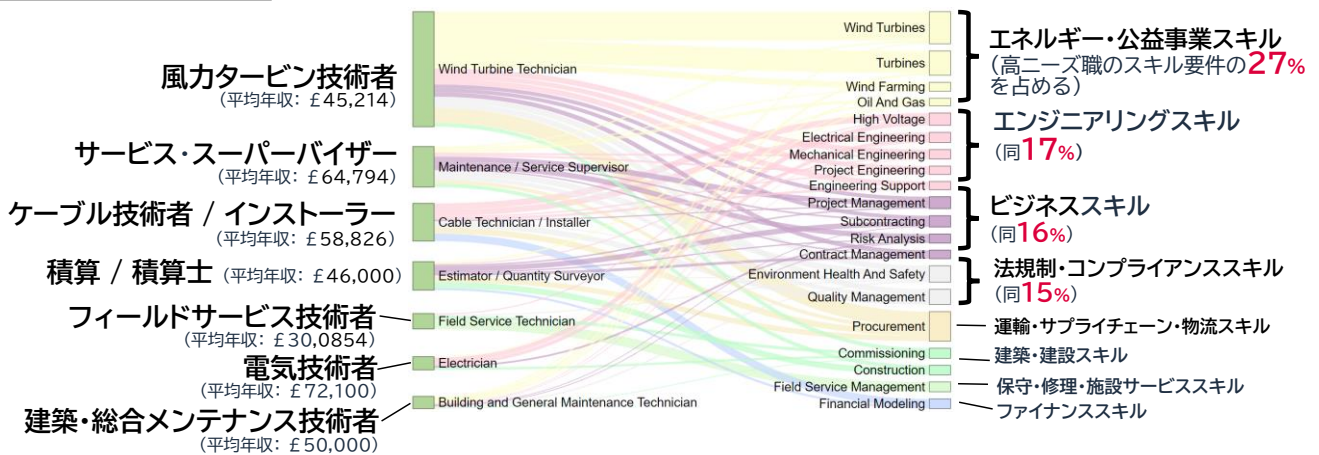 風力タービン技術者
（平均年収：￡45,214）
サービス・スーパーバイザー
（平均年収：￡64,794）
ケーブル技術者 / インストーラー
（平均年収：￡58,826）
積算 / 積算士 （平均年収：￡46,000）
フィールドサービス技術者
（平均年収：￡30,0854）
電気技術者
（平均年収：￡72,100）
建築・総合メンテナンス技術者
（平均年収：￡50,000）
Wind Turbine Technician
Maintenance / Service Supervisor
Cable Technician / Installer
Estimator / Quantity Surveyor
Field Service Technician
Electrician
Building and General Maintenance Technician
Wind Turbines
Turbines
Wind Farming
Oil And Gas
High Voltage
Electrical Engineering
Mechanical Engineering
Project Engineering
Engineering Support
Project Management
Subcontracting
Risk Analysis
Contract Management
Environment Health And Safety
Quality Management
Procurement
Commissioning
Construction
Field Service Management
Financial Modeling
エネルギー・公益事業スキル
（高ニーズ職のスキル要件の27%
を占める）
エンジニアリングスキル
（同17%）
ビジネススキル
（同16%）
法規制・コンプライアンススキル
（同15%）
運輸・サプライチェーン・物流スキル
建築・建設スキル
保守・修理・施設サービススキル
ファイナンススキル